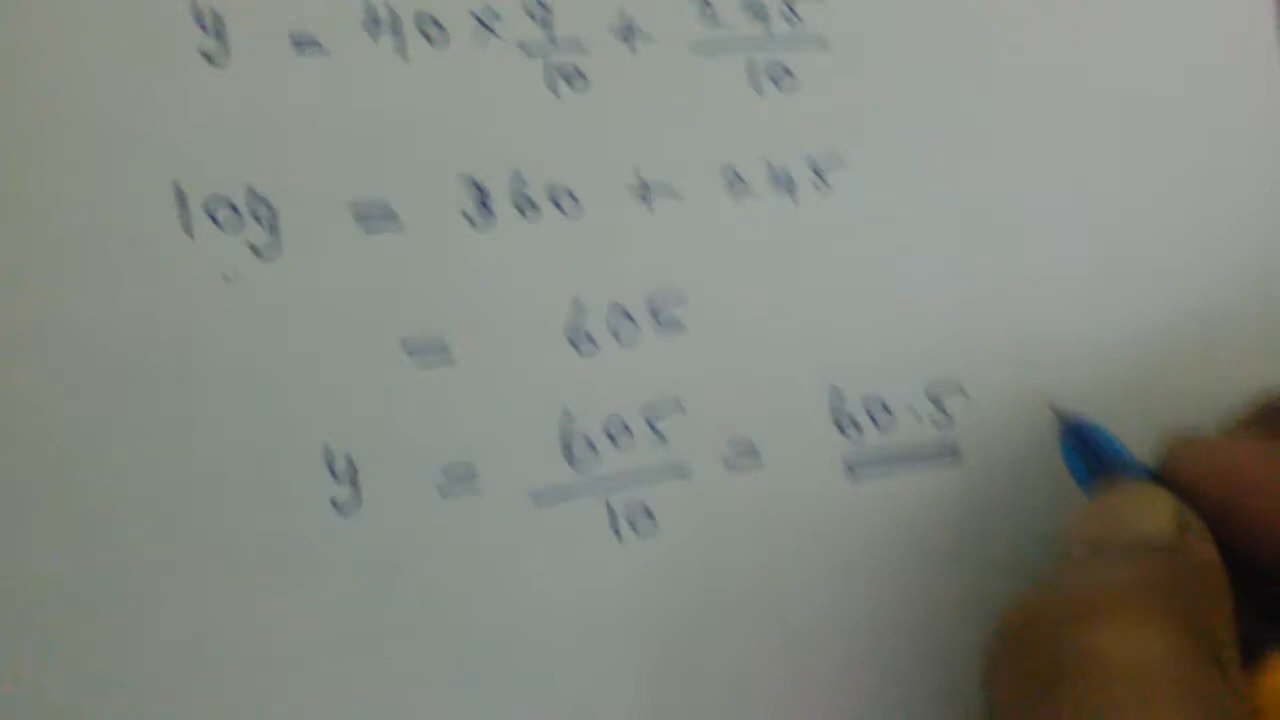 y = 40 × 9/10 + 245/10
10y = 360 + 245
= 605
y = 605/10 = 60.5